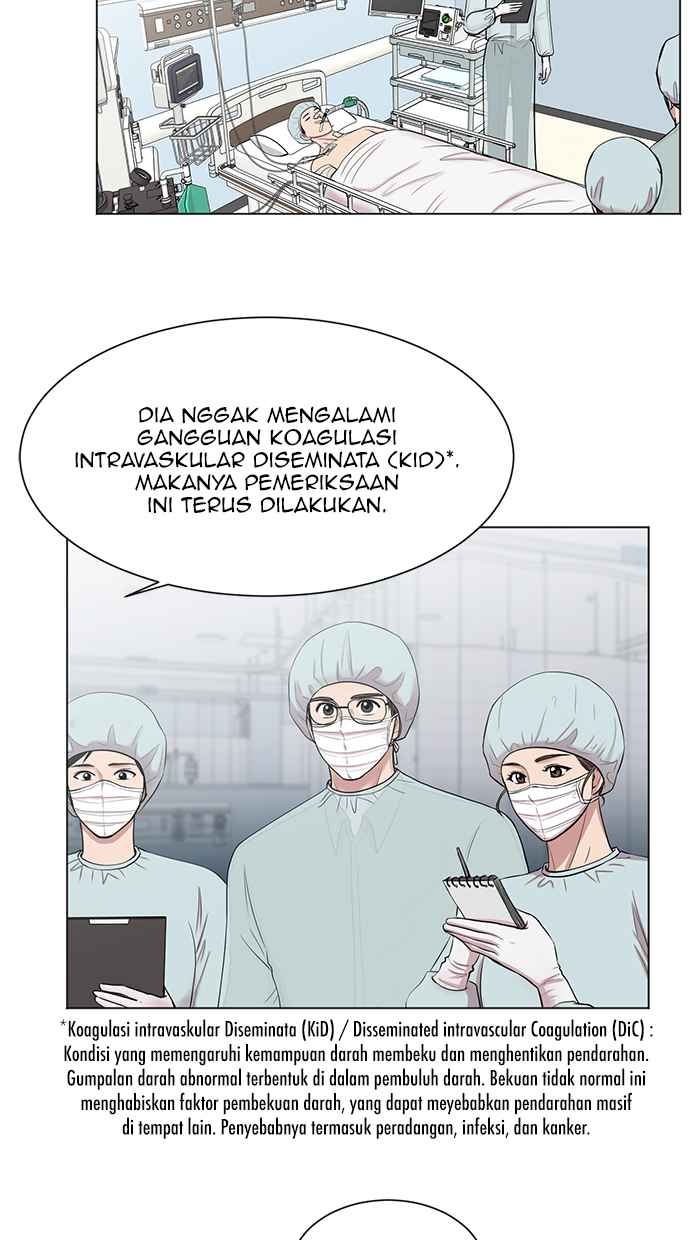 DIA NGGAK MENGALAMI
GANGGUAN KOAGULASI
INTRAVASKULAR DISEMINATA (KID)*.
MAKANYA PEMERIKSAAN
INI TERUS DILAKUKAN.
*Koagulasi intravaskular Diseminata (KiD) / Disseminated intravascular Coagulation (DiC) :
Kondisi yang memengaruhi kemampuan darah membeku dan menghentikan pendarahan.
Gumpalan darah abnormal terbentuk di dalam pembuluh darah. Bekuan tidak normal ini
menghabiskan faktor pembekuan darah, yang dapat meyebabkan pendarahan masif
di tempat lain. Penyebabnya termasuk peradangan, infeksi, dan kanker.